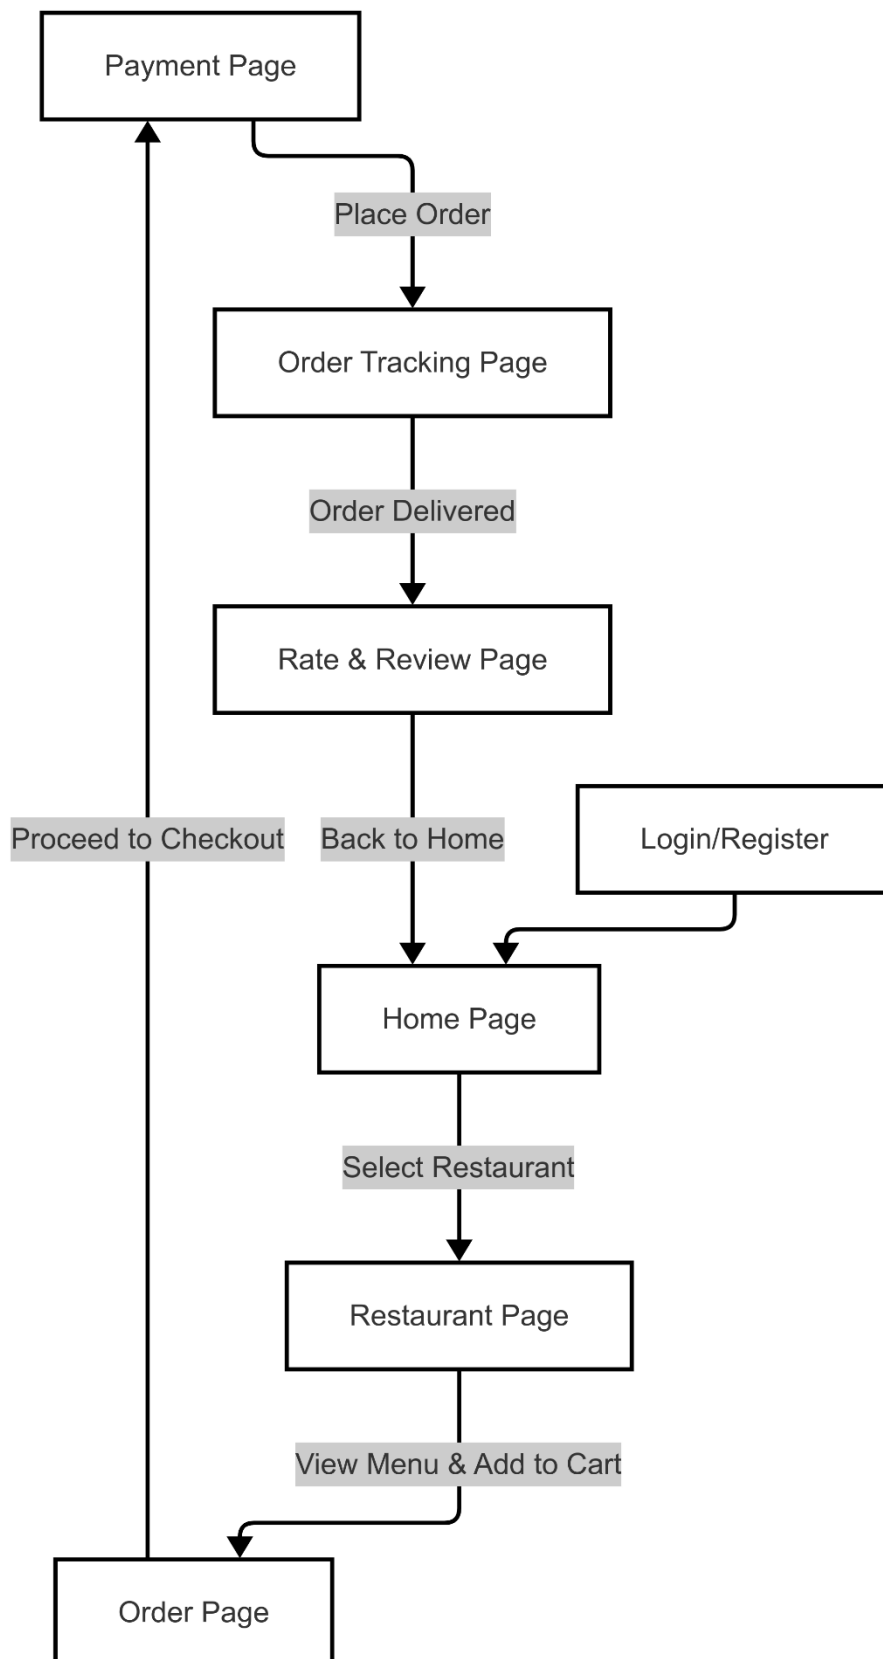 Payment Page
Place Order
Order Tracking Page
Order Delivered
Rate & Review Page
Proceed to Checkout
Back to Home
Login/Register
Home Page
Select Restaurant
Restaurant Page
View Menu & Add to Cart
Order Page